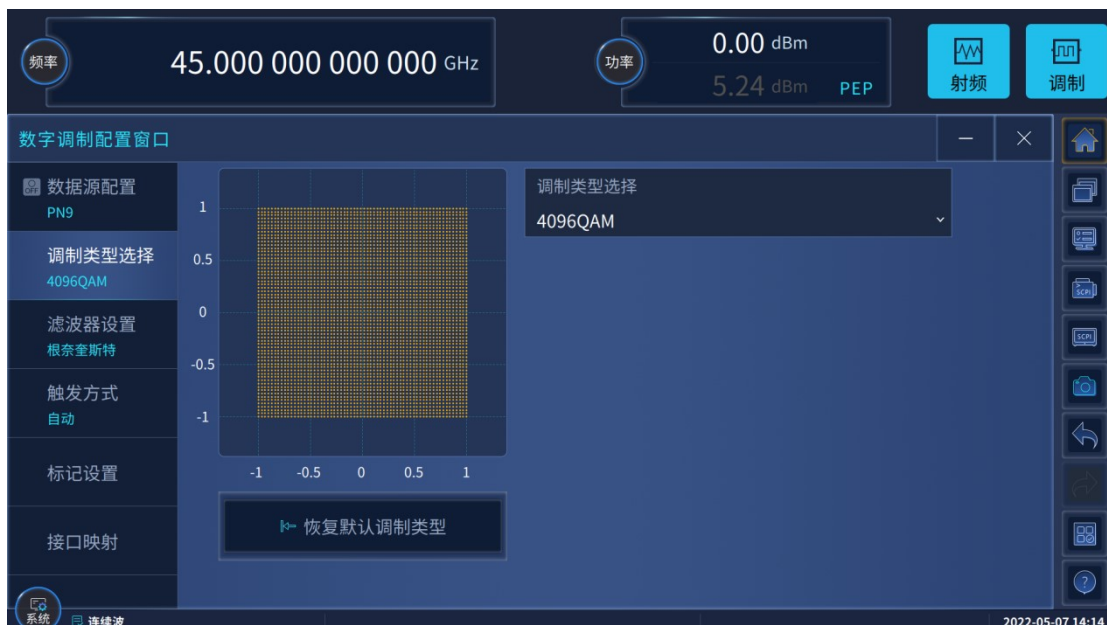 频率
45.000 000 000 000 GHz
功率
0.00 dBm
5.24 dBm PEP
射频
调制
数字调制配置窗口
数据源配置
PN9
调制类型选择
4096QAM
滤波器设置
根奈奎斯特
触发方式
自动
标记设置
接口映射
1
0.5
0
-0.5
-1
-1 -0.5 0 0.5 1
恢复默认调制类型
调制类型选择
4096QAM
SCPI
SCPI
系统
连续波
2022-05-07 14:14